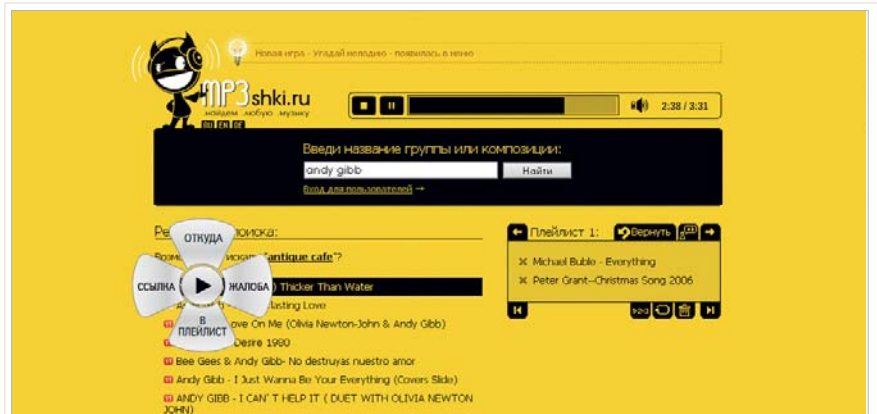 Новая игра - Угадай мелодию - появилась в меню
MP3shki.ru
найдем любую музыку
RU EN DE
2:38 / 3:31
Введи название группы или композиции:
andy gibb
Найти
Вход для пользователей →
поиска:
"antique cafe"?
ОТКУДА
ССЫЛКА
ЖАЛОБА
В
ПЛЕЙЛИСТ
) Thicker Than Water
lasting Love
ove On Me (Olivia Newton-John & Andy Gibb)
Desire 1980
Bee Gees & Andy Gibb- No destruyas nuestro amor
Andy Gibb - I Just Wanna Be Your Everything (Covers Slide)
ANDY GIBB - I CAN'T HELP IT ( DUET WITH OLIVIA NEWTON
JOHN)
Плейлист 1:
Вернуть
Michael Buble - Everything
Peter Grant--Christmas Song 2006